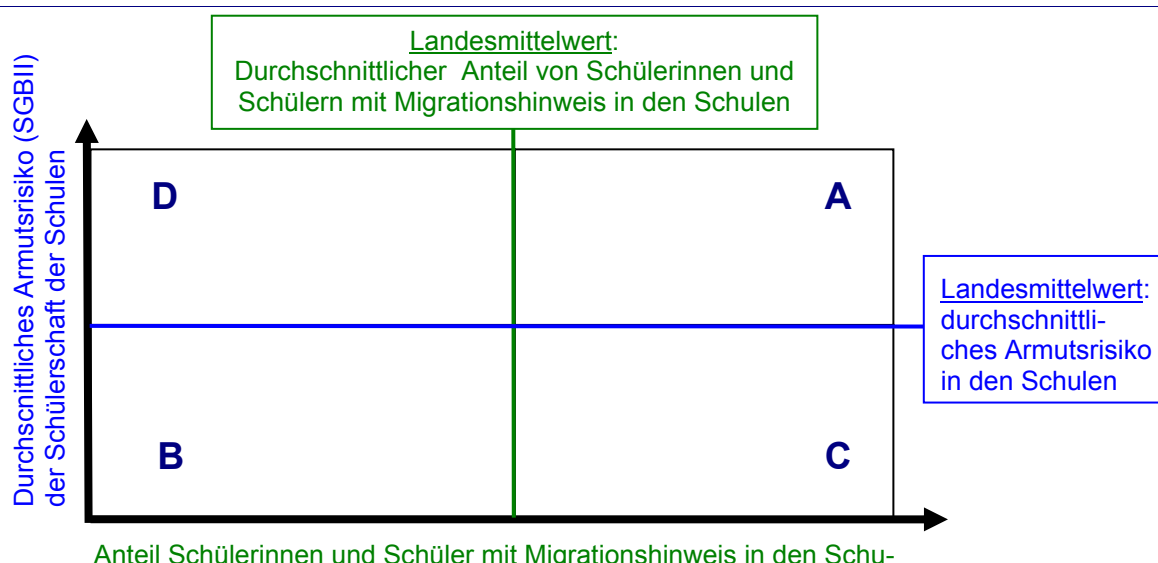 Landesmittelwert:
Durchschnittlicher Anteil von Schülerinnen und
Schülern mit Migrationshinweis in den Schulen
Durchscnittliches Armutsrisiko (SGBII)
der Schülerschaft der Schulen
D
A
Landesmittelwert:
durchschnittli-
ches Armutsrisiko
in den Schulen
B
C
Anteil Schülerinnen und Schüler mit Migrationshinweis in den Schu-